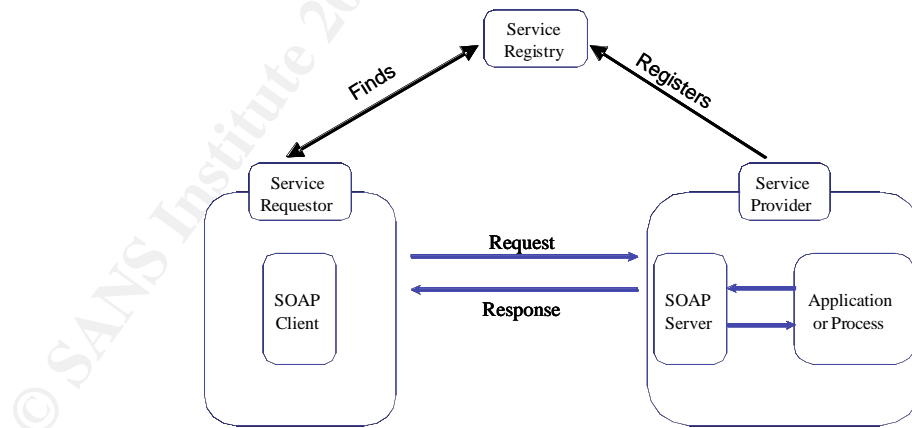 Service
Registry
Finds
Registers
Service
Requestor
Service
Provider
Request
SOAP
Client
SOAP
Server
Application
or Process
Response
© SANS Institute 20